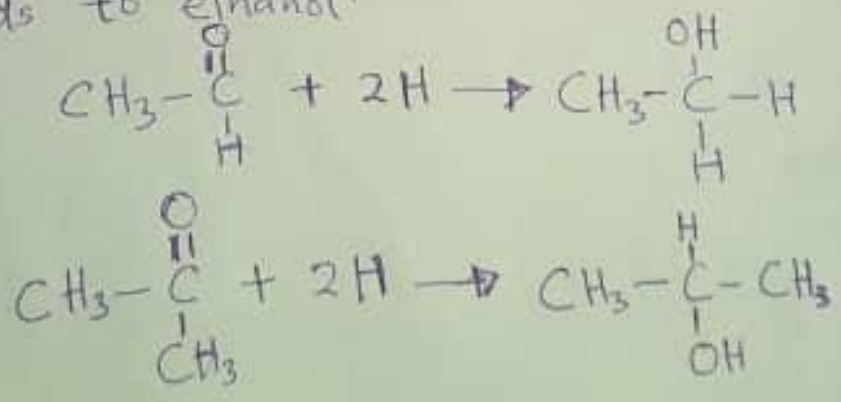 to ethanol
O
CH3-C + 2H → CH3-C-H
OH
H
H
O
CH3-C + 2H → CH3-C-CH3
H
CH3
OH